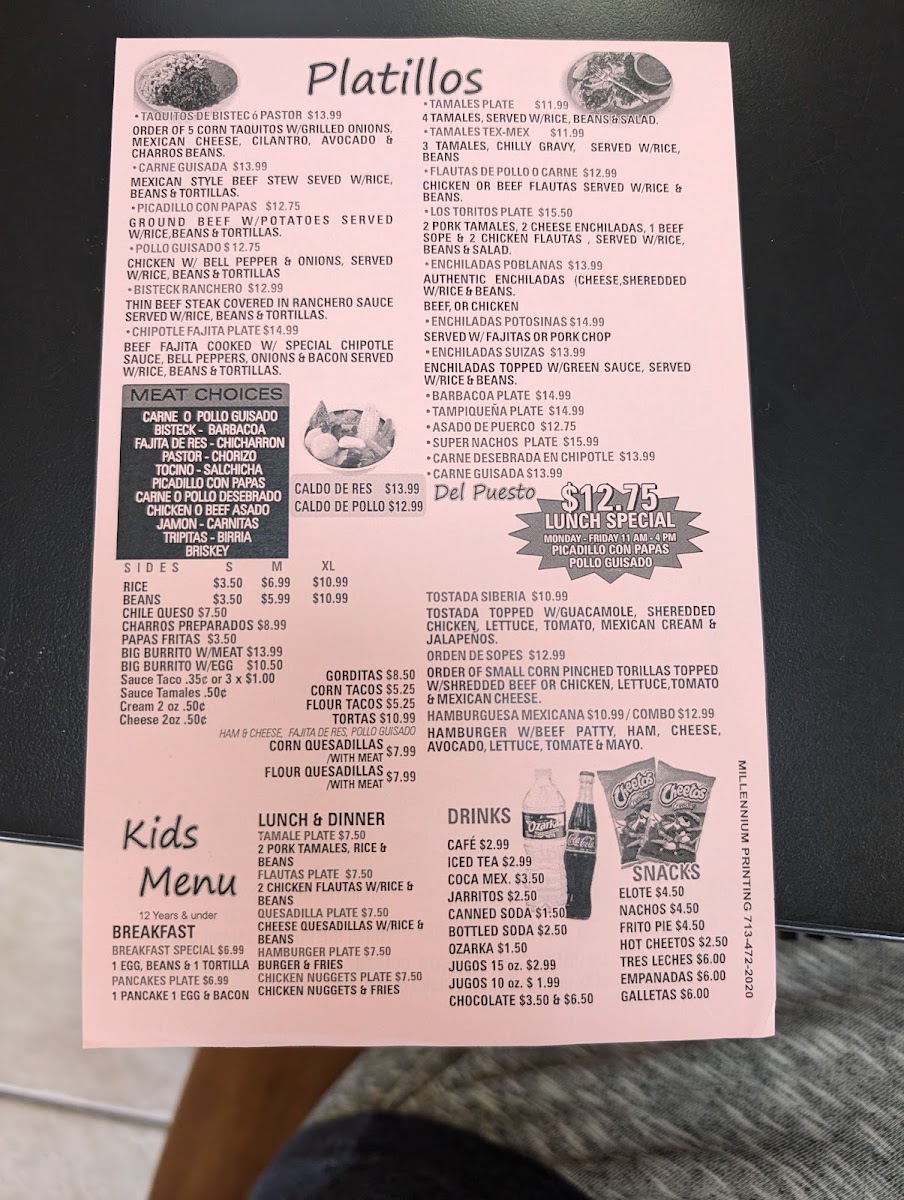 Platillos
• TAQUITOS DE BISTEC ó PASTOR $13.99
ORDER OF 5 CORN TAQUITOS W/GRILLED ONIONS,
MEXICAN CHEESE, CILANTRO, AVOCADO &
CHARROS BEANS.
• CARNE GUISADA $13.99
MEXICAN STYLE BEEF STEW SEVED W/RICE,
BEANS & TORTILLAS.
• PICADILLO CON PAPAS $12.75
GROUND BEEF W/POTATOES SERVED
W/RICE,BEANS & TORTILLAS.
• POLLO GUISADO $ 12.75
CHICKEN W/ BELL PEPPER & ONIONS, SERVED
W/RICE, BEANS & TORTILLAS
• BISTECK RANCHERO $12.99
THIN BEEF STEAK COVERED IN RANCHERO SAUCE
SERVED W/RICE, BEANS & TORTILLAS.
• CHIPOTLE FAJITA PLATE $14.99
BEEF FAJITA COOKED W/ SPECIAL CHIPOTLE
SAUCE, BELL PEPPERS, ONIONS & BACON SERVED
W/RICE, BEANS & TORTILLAS.
MEAT CHOICES
CARNE O POLLO GUISADO
BISTECK - BARBACOA
FAJITA DE RES - CHICHARRON
PASTOR - CHORIZO
TOCINO - SALCHICHA
PICADILLO CON PAPAS
CARNE O POLLO DESEBRADO
CHICKEN O BEEF ASADO
JAMON - CARNITAS
TRIPITAS - BIRRIA
BRISKEY
CALDO DE RES $13.99
CALDO DE POLLO $12.99
• TAMALES PLATE $11.99
4 TAMALES, SERVED W/RICE, BEANS & SALAD.
• TAMALES TEX-MEX $11.99
3 TAMALES, CHILLY GRAVY, SERVED W/RICE,
BEANS
• FLAUTAS DE POLLO O CARNE $12.99
CHICKEN OR BEEF FLAUTAS SERVED W/RICE &
BEANS.
• LOS TORITOS PLATE $15.50
2 PORK TAMALES, 2 CHEESE ENCHILADAS, 1 BEEF
SOPE & 2 CHICKEN FLAUTAS , SERVED W/RICE,
BEANS & SALAD.
• ENCHILADAS POBLANAS $13.99
AUTHENTIC ENCHILADAS (CHEESE,SHEREDDED
W/RICE & BEANS.
BEEF, OR CHICKEN
• ENCHILADAS POTOSINAS $14.99
SERVED W/ FAJITAS OR PORK CHOP
• ENCHILADAS SUIZAS $13.99
ENCHILADAS TOPPED W/GREEN SAUCE, SERVED
W/RICE & BEANS.
• BARBACOA PLATE $14.99
• TAMPIQUEÑA PLATE $14.99
• ASADO DE PUERCO $12.75
• SUPER NACHOS PLATE $15.99
• CARNE DESEBRADA EN CHIPOTLE $13.99
• CARNE GUISADA $13.99
Del Puesto
$12.75
LUNCH SPECIAL
MONDAY - FRIDAY 11 AM - 4 PM
PICADILLO CON PAPAS
POLLO GUISADO
SIDES S M XL
RICE $3.50 $6.99 $10.99
BEANS $3.50 $5.99 $10.99
CHILE QUESO $7.50
CHARROS PREPARADOS $8.99
PAPAS FRITAS $3.50
BIG BURRITO W/MEAT $13.99
BIG BURRITO W/EGG $10.50
Sauce Taco .35¢ or 3 x $1.00
Sauce Tamales .50¢
Cream 2 oz .50¢
Cheese 2oz .50¢
GORDITAS $8.50
CORN TACOS $5.25
FLOUR TACOS $5.25
TORTAS $10.99
HAM & CHEESE, FAJITA DE RES, POLLO GUISADO
CORN QUESADILLAS
/WITH MEAT $7.99
FLOUR QUESADILLAS
/WITH MEAT $7.99
TOSTADA SIBERIA $10.99
TOSTADA TOPPED W/GUACAMOLE, SHEREDDED
CHICKEN, LETTUCE, TOMATO, MEXICAN CREAM &
JALAPEÑOS.
ORDEN DE SOPES $12.99
ORDER OF SMALL CORN PINCHED TORILLAS TOPPED
W/SHREDDED BEEF OR CHICKEN, LETTUCE,TOMATO
& MEXICAN CHEESE.
HAMBURGUESA MEXICANA $10.99 / COMBO $12.99
HAMBURGER W/BEEF PATTY, HAM, CHEESE,
AVOCADO, LETTUCE, TOMATE & MAYO.
Kids
Menu
12 Years & under
BREAKFAST
BREAKFAST SPECIAL $6.99
1 EGG, BEANS & 1 TORTILLA
PANCAKES PLATE $6.99
1 PANCAKE 1 EGG & BACON
LUNCH & DINNER
TAMALE PLATE $7.50
2 PORK TAMALES, RICE &
BEANS
FLAUTAS PLATE $7.50
2 CHICKEN FLAUTAS W/RICE &
BEANS
QUESADILLA PLATE $7.50
CHEESE QUESADILLAS W/RICE &
BEANS
HAMBURGER PLATE $7.50
BURGER & FRIES
CHICKEN NUGGETS PLATE $7.50
CHICKEN NUGGETS & FRIES
DRINKS
CAFÉ $2.99
ICED TEA $2.99
COCA MEX. $3.50
JARRITOS $2.50
CANNED SODA $1.50
BOTTLED SODA $2.50
OZARKA $1.50
JUGOS 15 oz. $2.99
JUGOS 10 oz. $ 1.99
CHOCOLATE $3.50 & $6.50
Ozarka
Coca-Cola
Cheetos
Cheetos
SNACKS
ELOTE $4.50
NACHOS $4.50
FRITO PIE $4.50
HOT CHEETOS $2.50
TRES LECHES $6.00
EMPANADAS $6.00
GALLETAS $6.00
MILLENNIUM PRINTING 713-472-2020